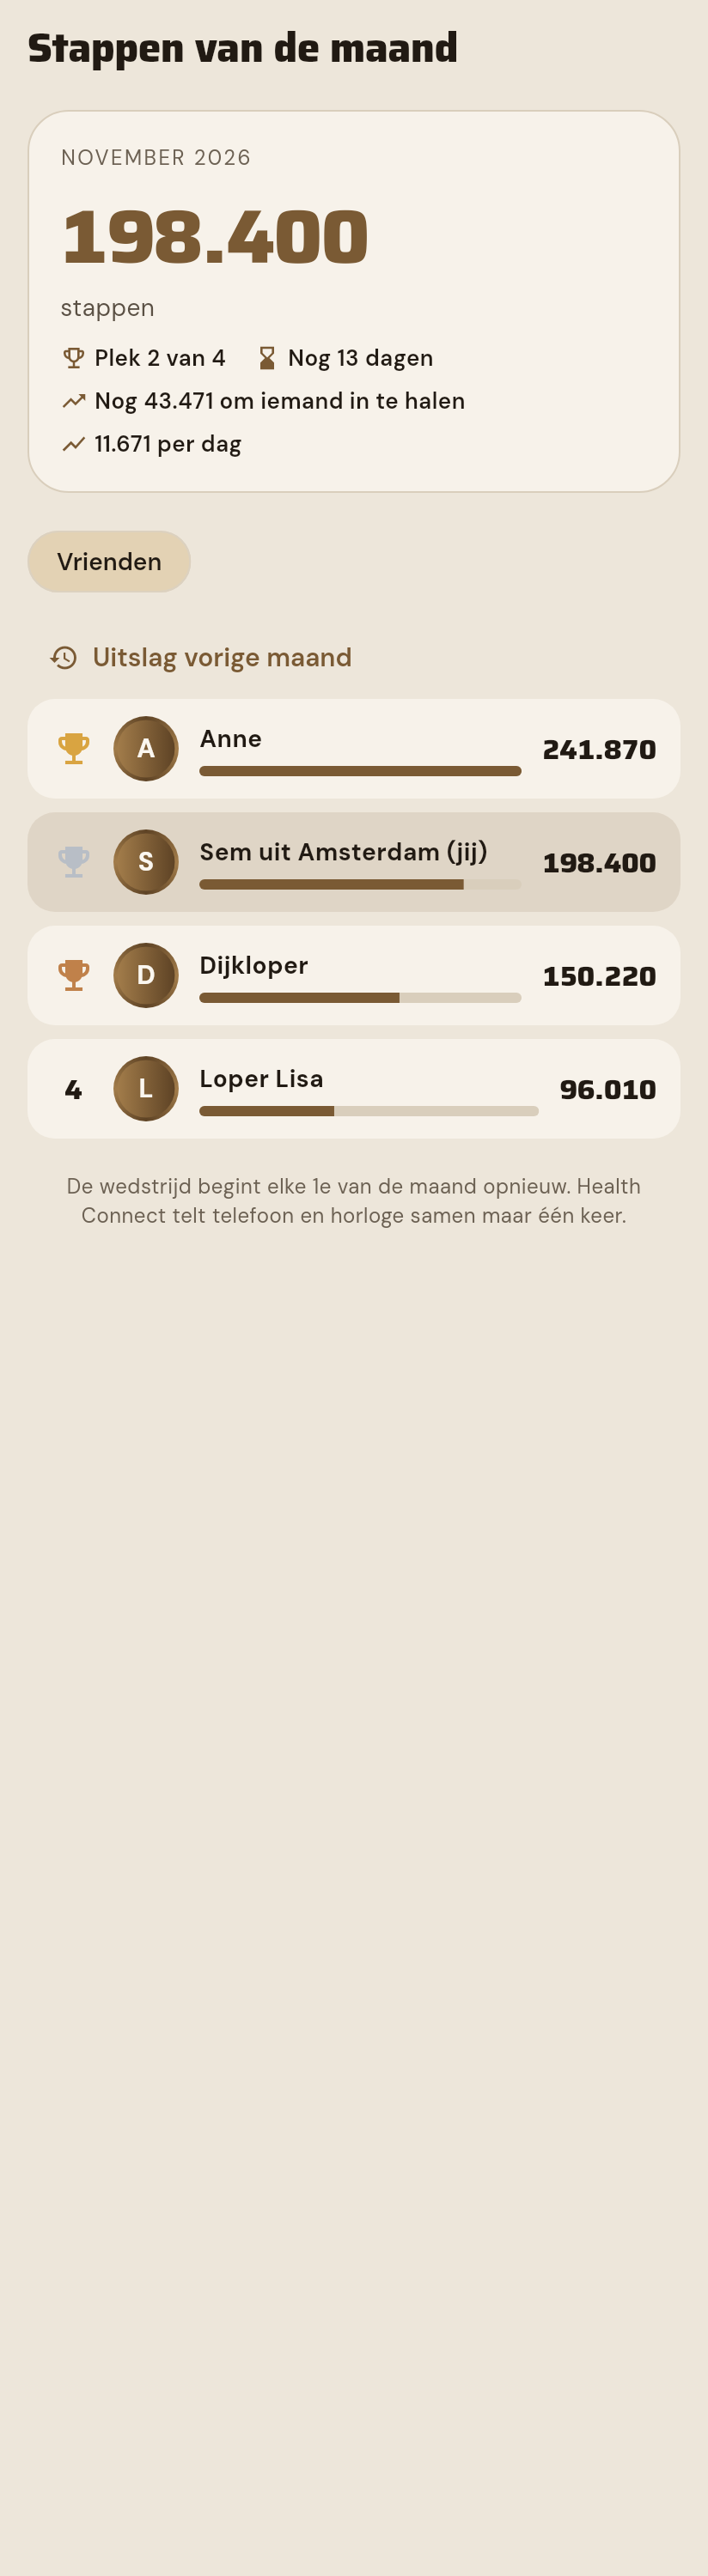 Stappen van de maand
NOVEMBER 2026
198.400
stappen
Plek 2 van 4
Nog 13 dagen
Nog 43.471 om iemand in te halen
11.671 per dag
Vrienden
Uitslag vorige maand
A
Anne
241.870
S
Sem uit Amsterdam (jij)
198.400
D
Dijkloper
150.220
4
L
Loper Lisa
96.010
De wedstrijd begint elke 1e van de maand opnieuw. Health
Connect telt telefoon en horloge samen maar één keer.